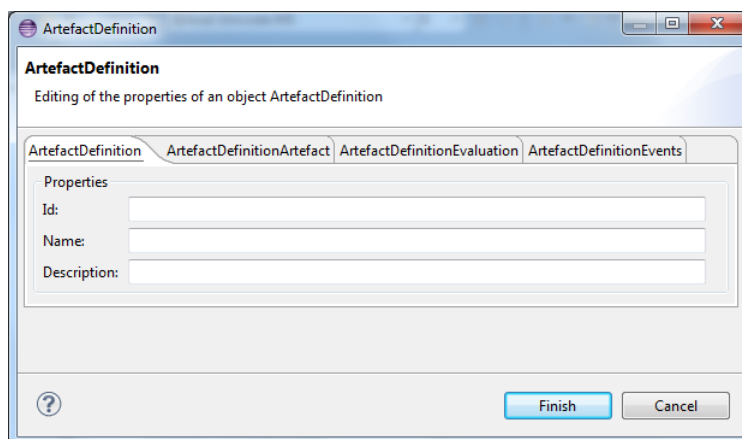 ArtefactDefinition
ArtefactDefinition
Editing of the properties of an object ArtefactDefinition
ArtefactDefinition ArtefactDefinitionArtefact ArtefactDefinitionEvaluation ArtefactDefinitionEvents
Properties
Id:
Name:
Description:
? Finish Cancel